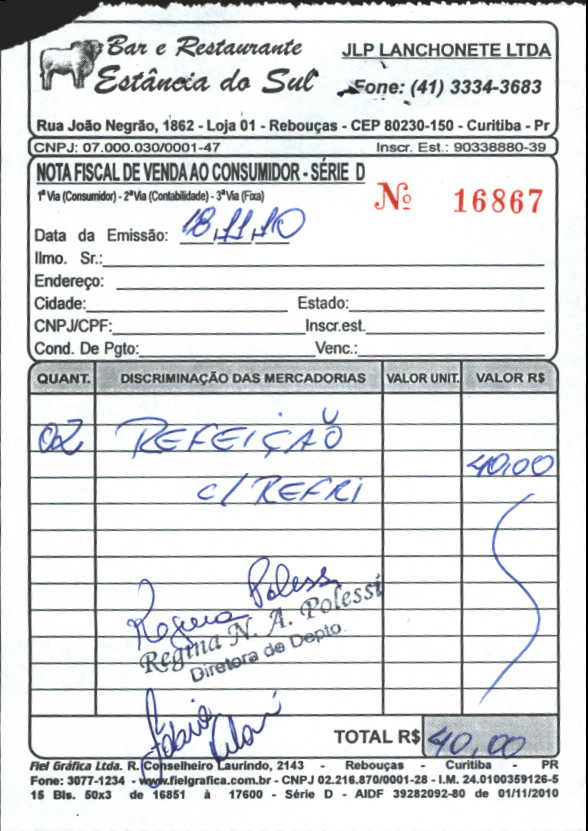 Bar e Restaurante
Estância do Sul
JLP LANCHONETE LTDA
Fone: (41) 3334-3683
Rua João Negrão, 1862 - Loja 01 - Rebouças - CEP 80230-150 - Curitiba - Pr
CNPJ: 07.000.030/0001-47 Inscr. Est.: 90338880-39
NOTA FISCAL DE VENDA AO CONSUMIDOR - SÉRIE D
1ª Via (Consumidor) - 2ª Via (Contabilidade) - 3ª Via (Fixa)
Nº 16867
Data da Emissão: 18,11,10
Ilmo. Sr.:
Endereço:
Cidade: Estado:
CNPJ/CPF: Inscr.est.
Cond. De Pgto: Venc.:
QUANT. DISCRIMINAÇÃO DAS MERCADORIAS VALOR UNIT. VALOR R$
02 REFEIÇÃO
40,00
c/ REFRI
Regina Polessi
Regina N. A. Polessi
Diretora de Depto.
TOTAL R$ 40,00
Fiel Gráfica Ltda. R. Conselheiro Laurindo, 2143 - Rebouças - Curitiba - PR
Fone: 3077-1234 - www.fielgrafica.com.br - CNPJ 02.216.870/0001-28 - I.M. 24.0100359126-5
15 Bls. 50x3 de 16851 à 17600 - Série D - AIDF 39282092-80 de 01/11/2010